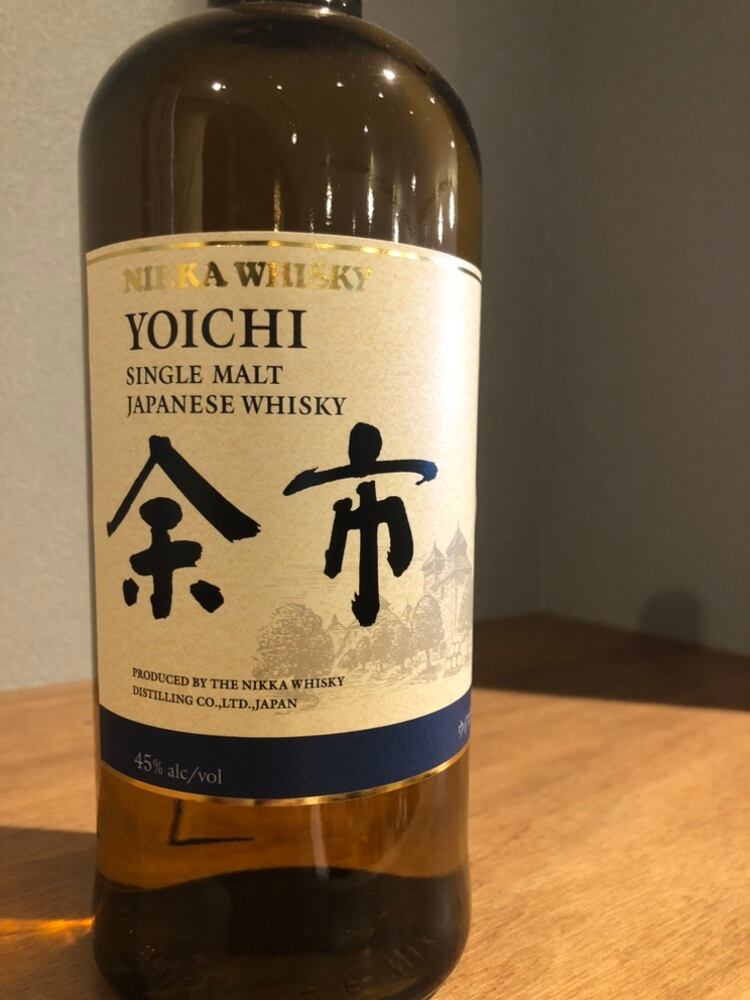 NIKKA WHISKY
YOICHI
SINGLE MALT
JAPANESE WHISKY
余市
PRODUCED BY THE NIKKA WHISKY
DISTILLING CO.,LTD.,JAPAN
45% alc/vol